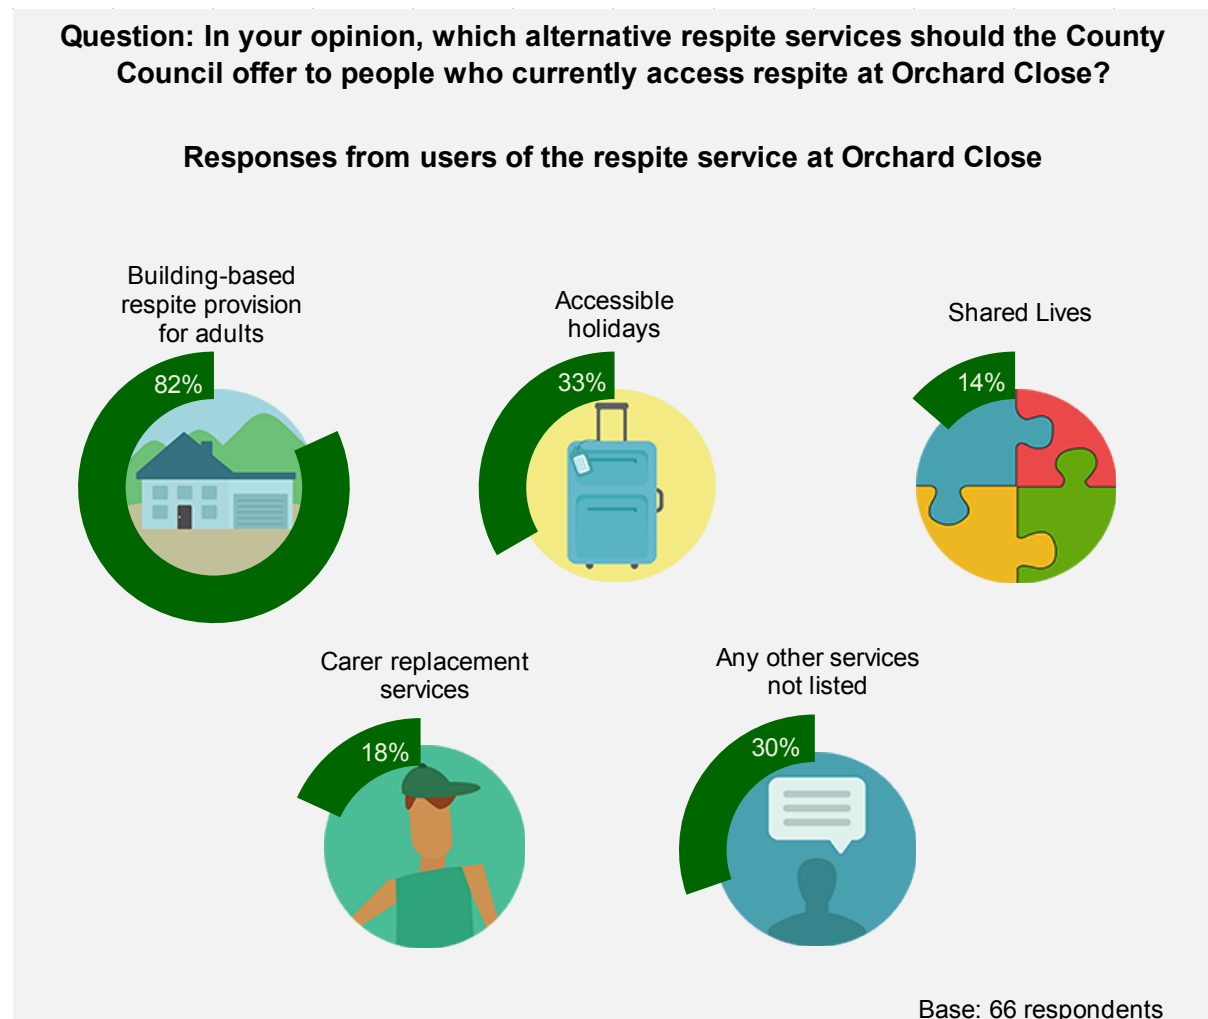 Question: In your opinion, which alternative respite services should the County
Council offer to people who currently access respite at Orchard Close?
Responses from users of the respite service at Orchard Close
Building-based
respite provision
for adults
82%
Accessible
holidays
33%
Shared Lives
14%
Carer replacement
services
18%
Any other services
not listed
30%
Base: 66 respondents